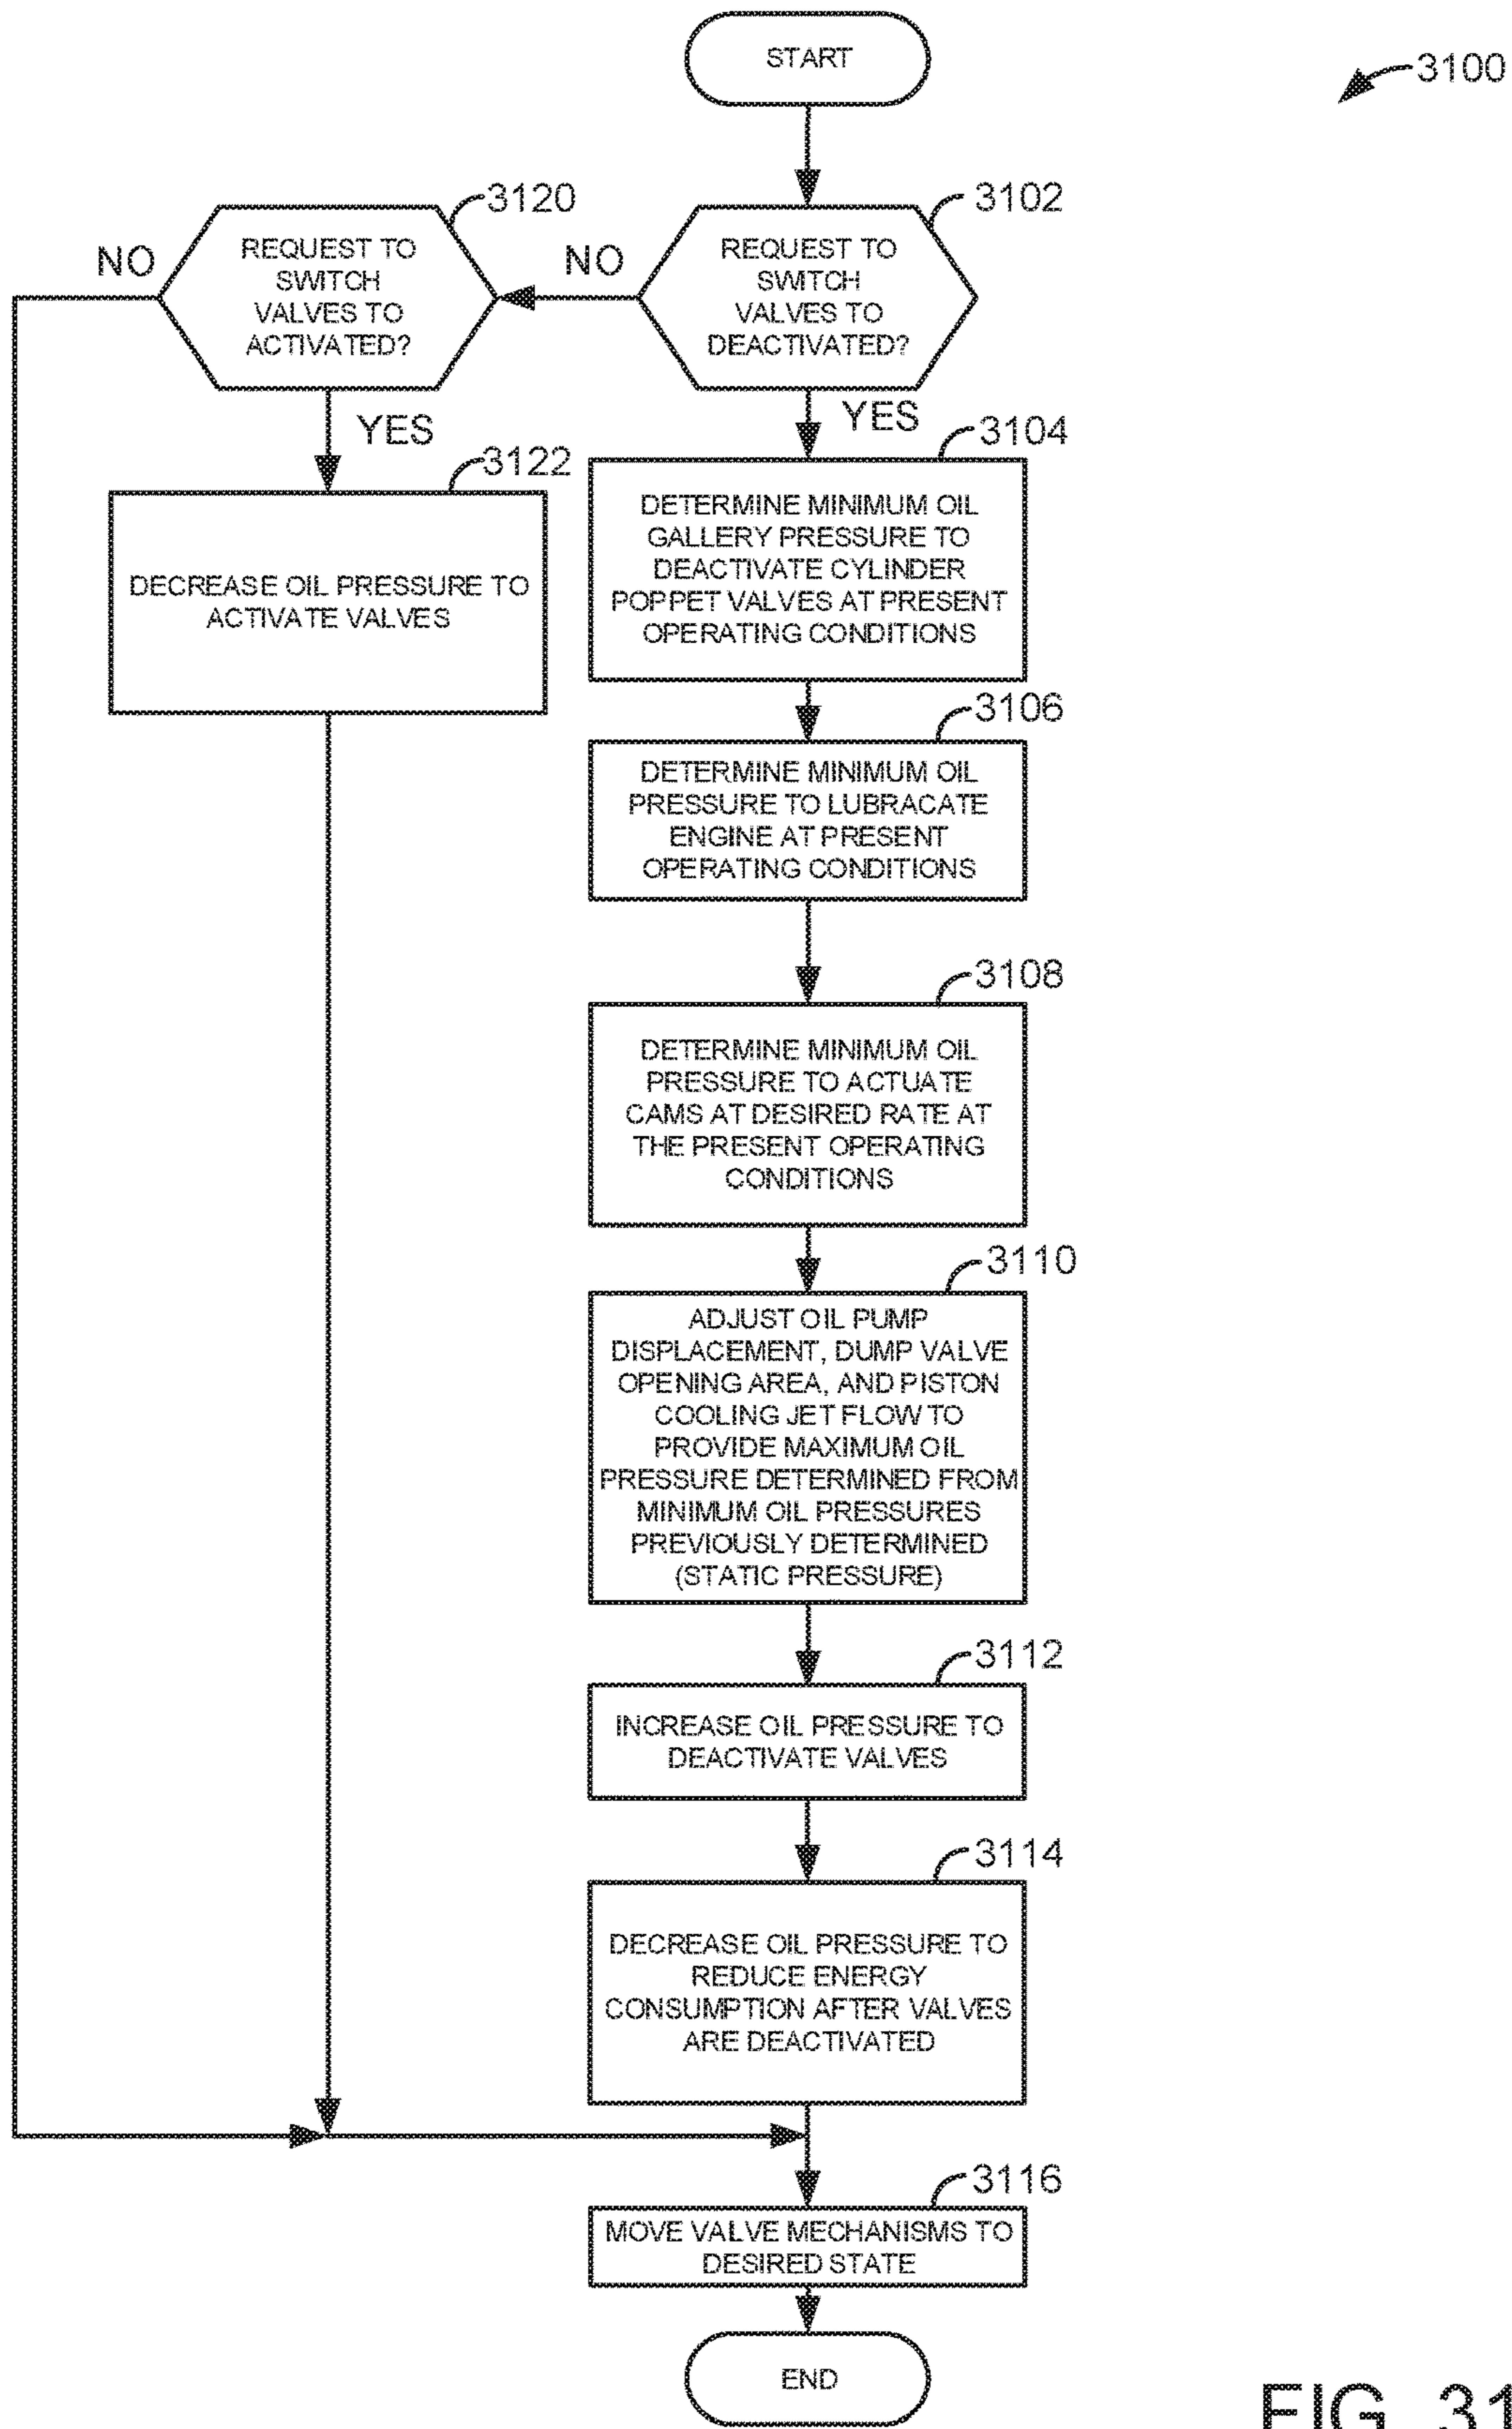 START
3100
3120
3102
NO
REQUEST TO
SWITCH
VALVES TO
ACTIVATED?
NO
REQUEST TO
SWITCH
VALVES TO
DEACTIVATED?
YES
YES
3122
3104
DECREASE OIL PRESSURE TO
ACTIVATE VALVES
DETERMINE MINIMUM OIL
GALLERY PRESSURE TO
DEACTIVATE CYLINDER
POPPET VALVES AT PRESENT
OPERATING CONDITIONS
3106
DETERMINE MINIMUM OIL
PRESSURE TO LUBRACATE
ENGINE AT PRESENT
OPERATING CONDITIONS
3108
DETERMINE MINIMUM OIL
PRESSURE TO ACTUATE
CAMS AT DESIRED RATE AT
THE PRESENT OPERATING
CONDITIONS
3110
ADJUST OIL PUMP
DISPLACEMENT, DUMP VALVE
OPENING AREA, AND PISTON
COOLING JET FLOW TO
PROVIDE MAXIMUM OIL
PRESSURE DETERMINED FROM
MINIMUM OIL PRESSURES
PREVIOUSLY DETERMINED
(STATIC PRESSURE)
3112
INCREASE OIL PRESSURE TO
DEACTIVATE VALVES
3114
DECREASE OIL PRESSURE TO
REDUCE ENERGY
CONSUMPTION AFTER VALVES
ARE DEACTIVATED
3116
MOVE VALVE MECHANISMS TO
DESIRED STATE
END
FIG. 31